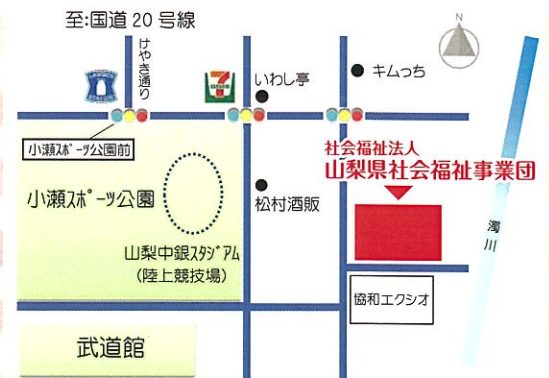 至:国道20号線
N
けやき通り
LAWSON
いわし亭
キムっち
小瀬スポーツ公園前
社会福祉法人
山梨県社会福祉事業団
小瀬スポーツ公園
松村酒販
濁川
山梨中銀スタジアム
(陸上競技場)
協和エクシオ
武道館